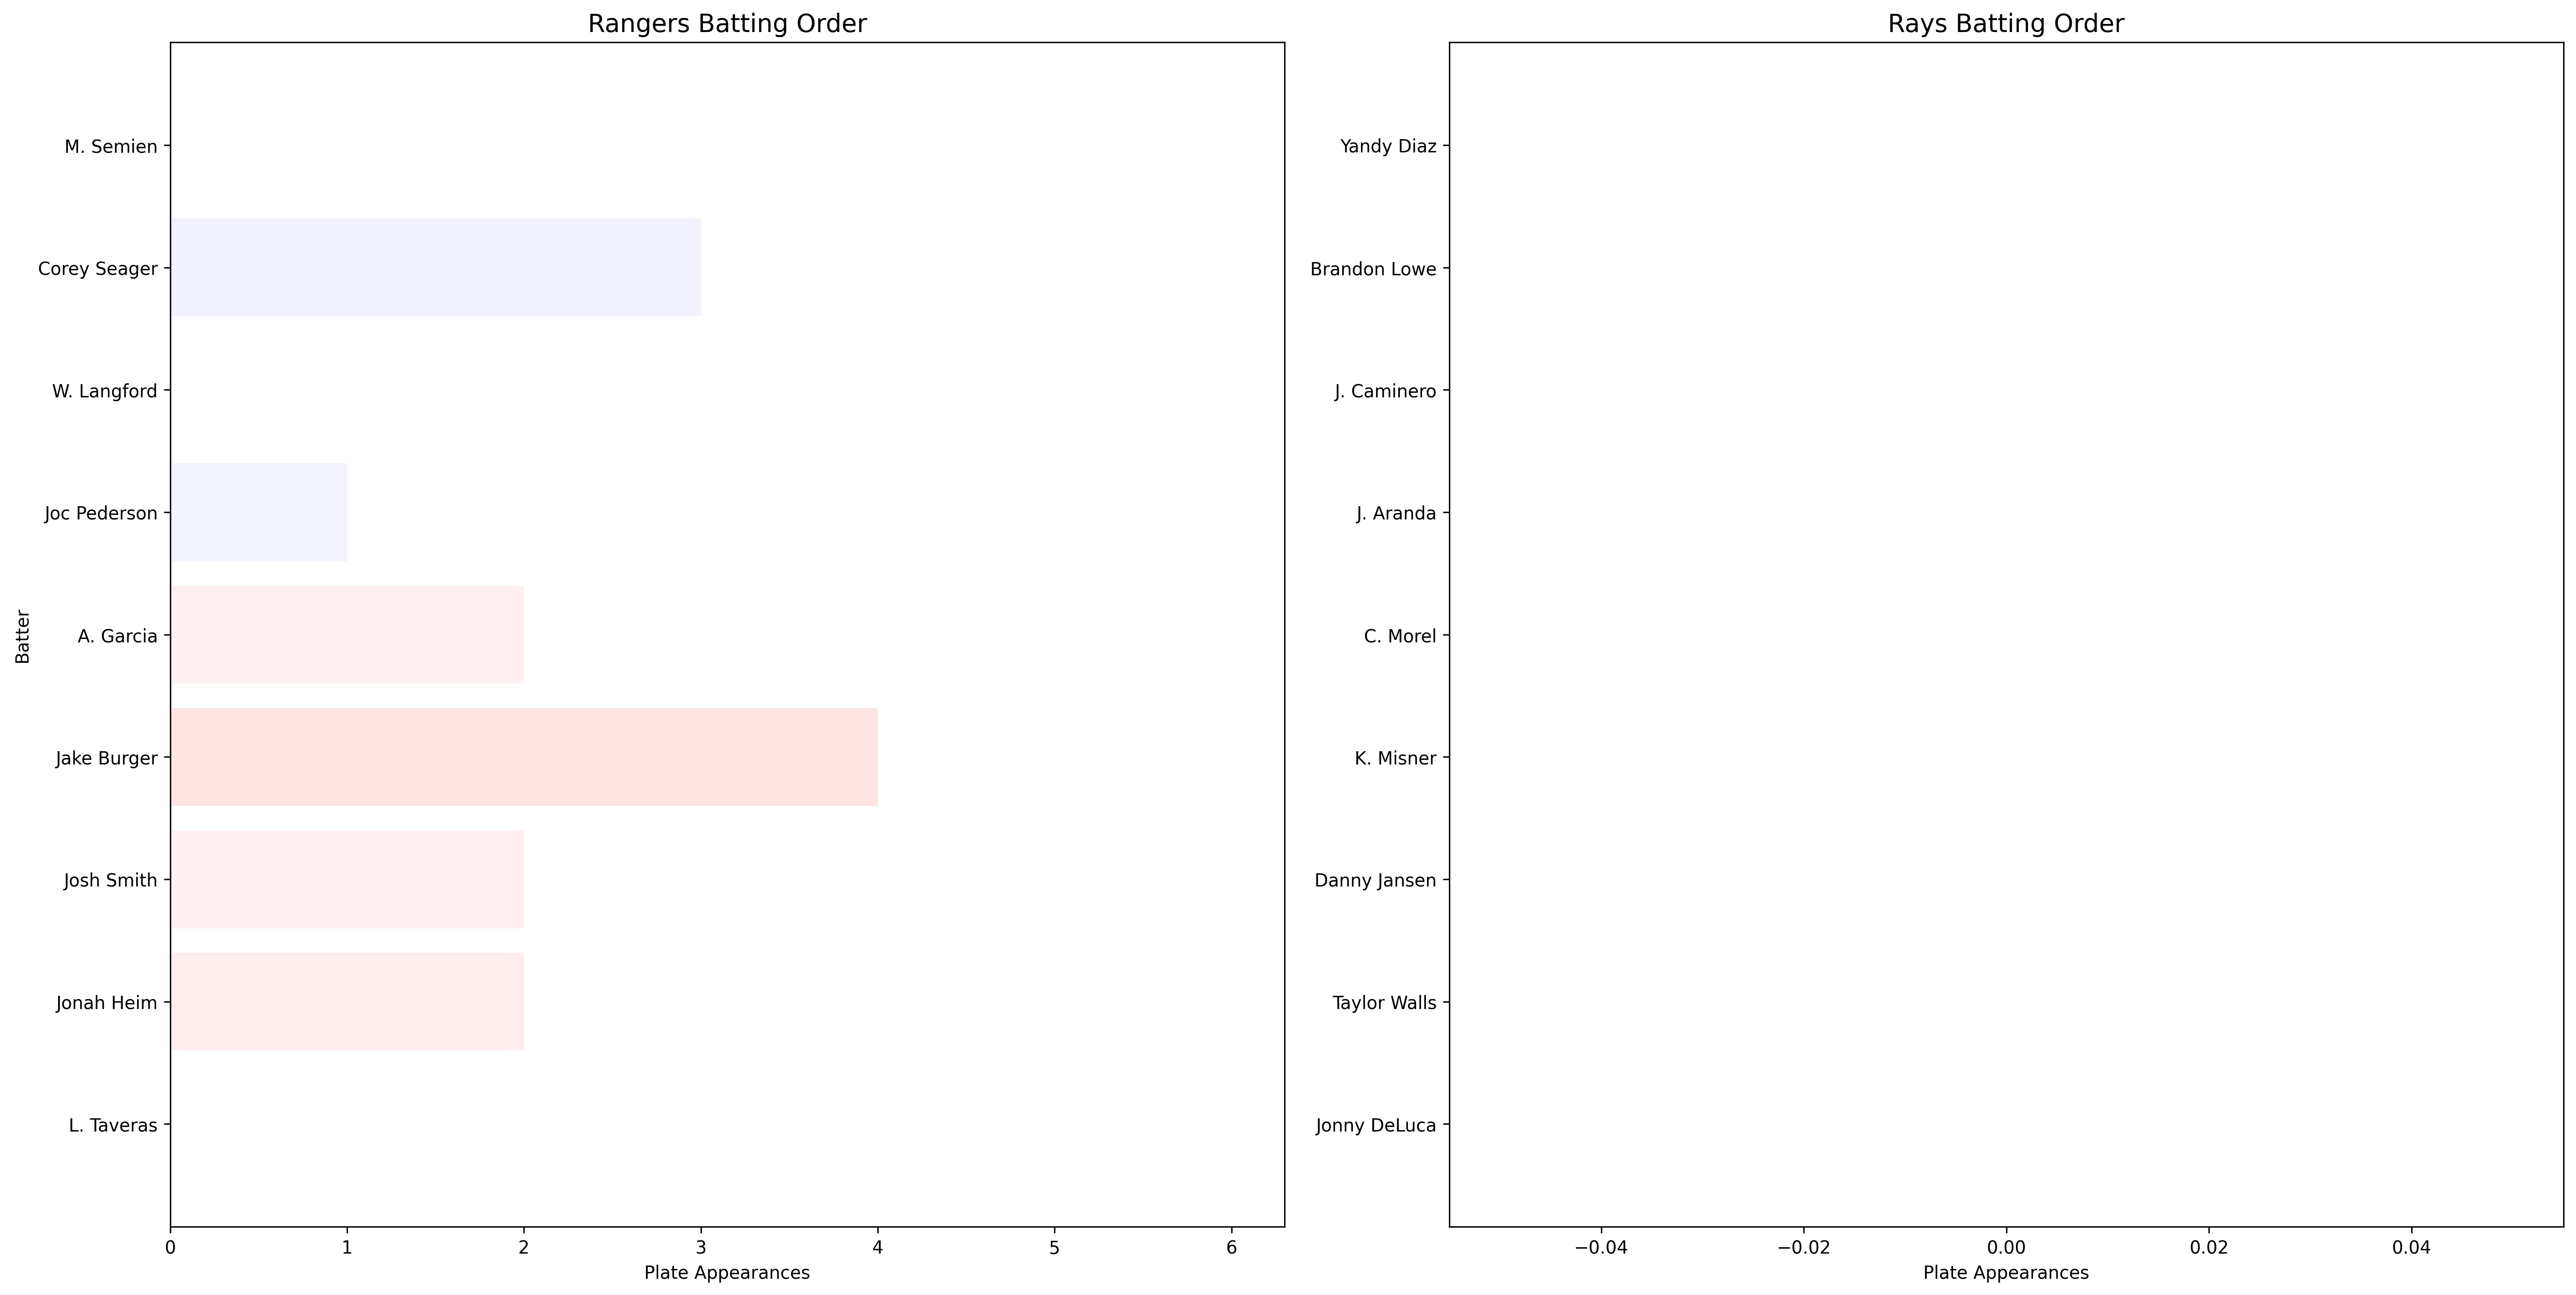 Rangers Batting Order
Batter
M. Semien
Corey Seager
W. Langford
Joc Pederson
A. Garcia
Jake Burger
Josh Smith
Jonah Heim
L. Taveras
0 1 2 3 4 5 6
Plate Appearances
Rays Batting Order
Yandy Diaz
Brandon Lowe
J. Caminero
J. Aranda
C. Morel
K. Misner
Danny Jansen
Taylor Walls
Jonny DeLuca
−0.04 −0.02 0.00 0.02 0.04
Plate Appearances